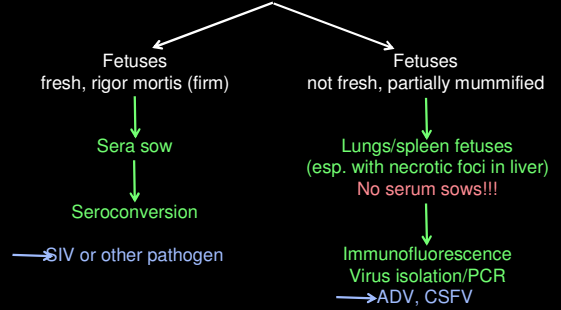 Fetuses
fresh, rigor mortis (firm)
Sera sow
Seroconversion
SIV or other pathogen
Fetuses
not fresh, partially mummified
Lungs/spleen fetuses
(esp. with necrotic foci in liver)
No serum sows!!!
Immunofluorescence
Virus isolation/PCR
ADV, CSFV